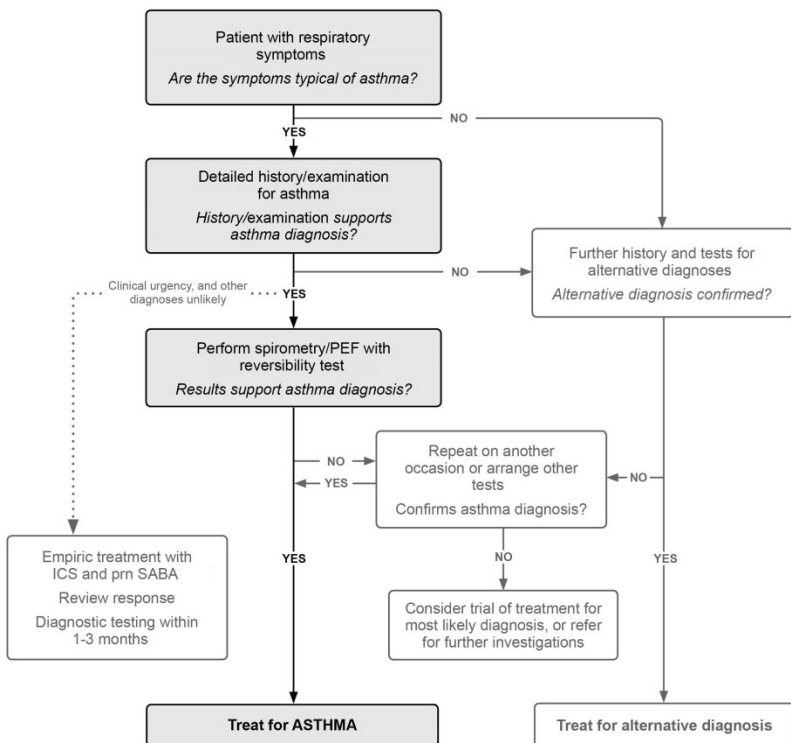 Patient with respiratory
symptoms
Are the symptoms typical of asthma?
NO
YES
Detailed history/examination
for asthma
History/examination supports
asthma diagnosis?
Further history and tests for
alternative diagnoses
Alternative diagnosis confirmed?
NO
Clinical urgency, and other
diagnoses unlikely
YES
Perform spirometry/PEF with
reversibility test
Results support asthma diagnosis?
Repeat on another
occasion or arrange other
tests
Confirms asthma diagnosis?
NO
YES
NO
NO
YES
YES
Empiric treatment with
ICS and prn SABA
Review response
Diagnostic testing within
1-3 months
Consider trial of treatment for
most likely diagnosis, or refer
for further investigations
Treat for ASTHMA
Treat for alternative diagnosis